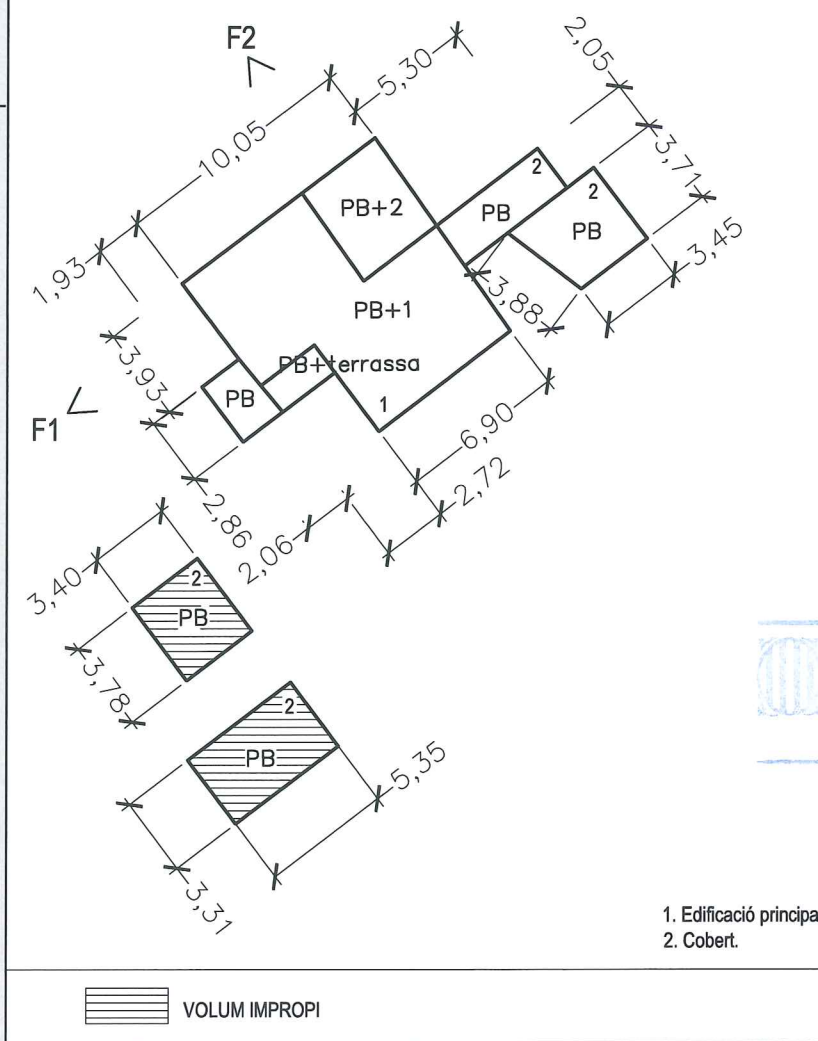 F2
5,30
2,05
10,05
2
3,71
2
PB+2
PB
PB
3,45
1,93
PB+1
3,88
3,93
PB+terrassa
PB
1
F1
6,90
2,72
2,86
2,06
3,40
2
PB
3,78
2
PB
5,35
3,31
1. Edificació principa
2. Cobert.
VOLUM IMPROPI